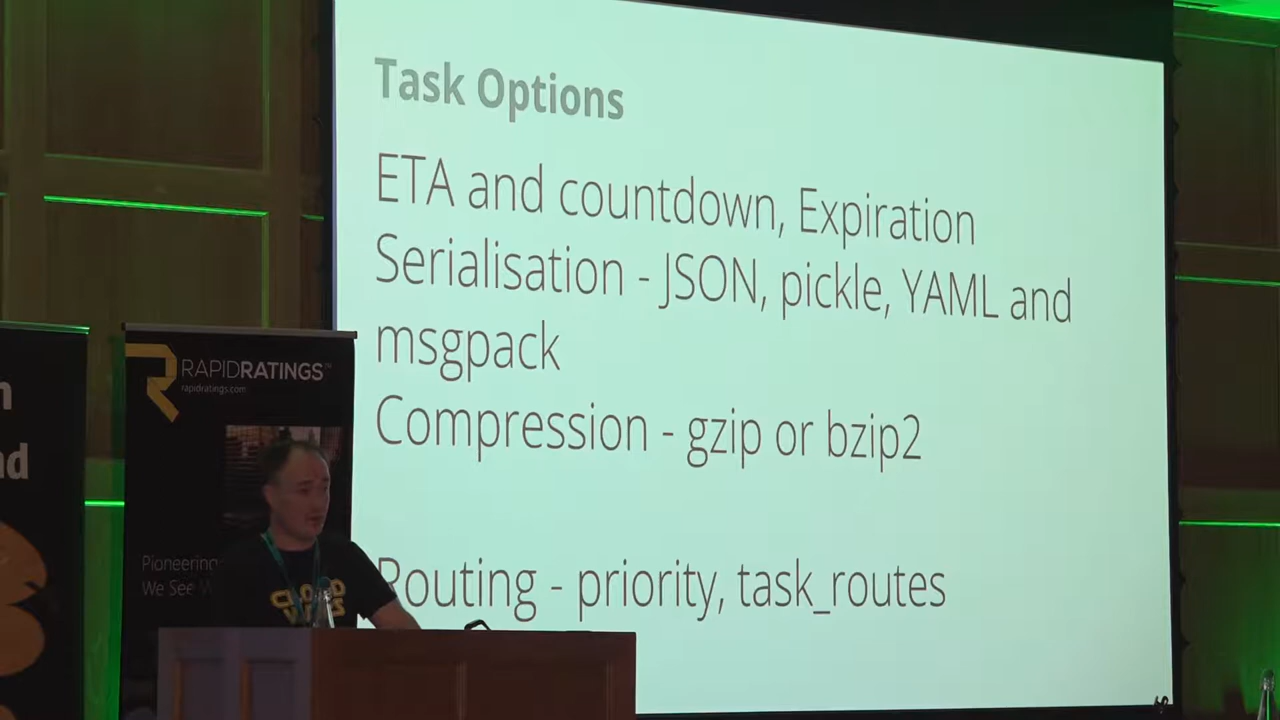 Task Options
ETA and countdown, Expiration
Serialisation - JSON, pickle, YAML and
msgpack
Compression - gzip or bzip2
Routing - priority, task_routes
RAPIDRATINGS™
rapidratings.com
Pioneering
We See